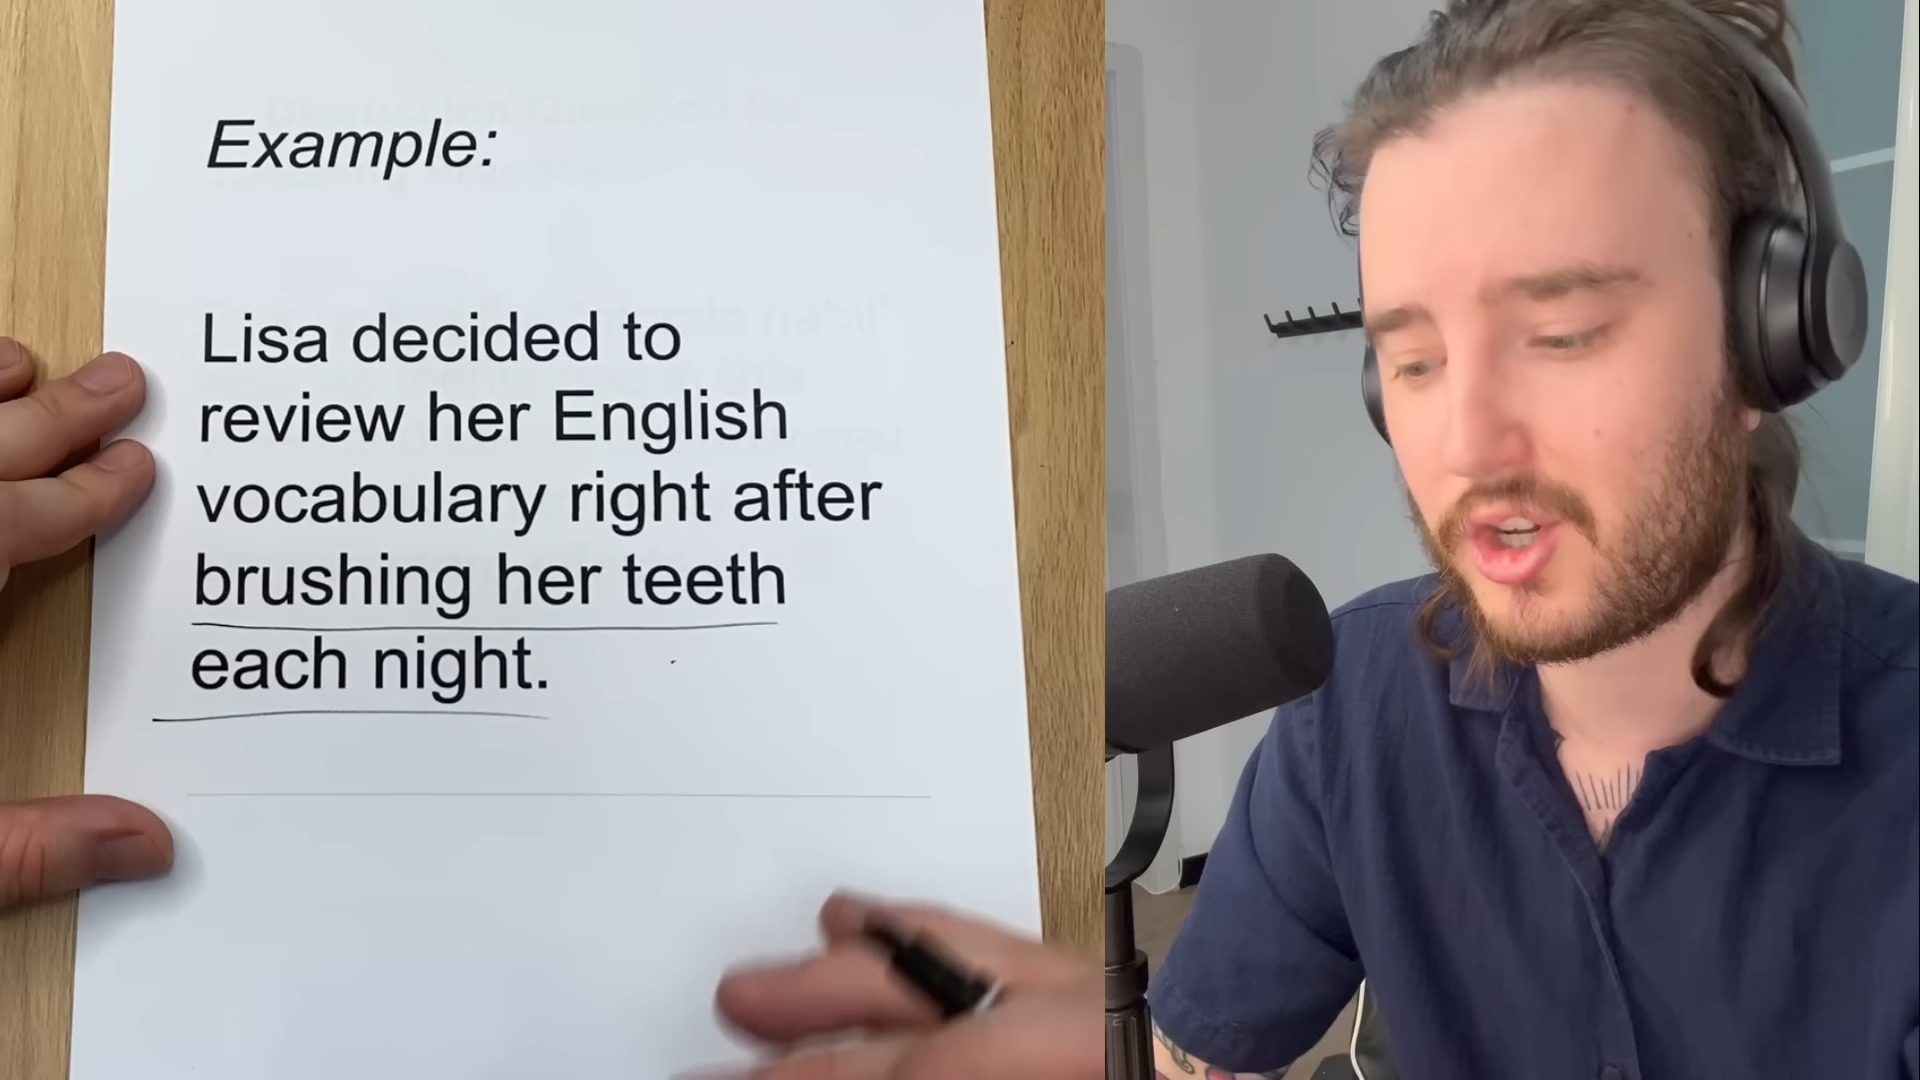 Example:
Lisa decided to
review her English
vocabulary right after
brushing her teeth
each night.